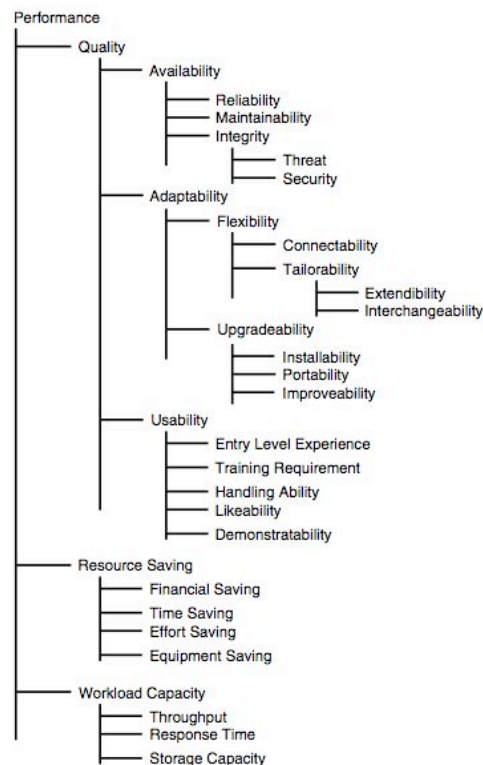 Performance
Quality
Availability
Reliability
Maintainability
Integrity
Threat
Security
Adaptability
Flexibility
Connectability
Tailorability
Extendibility
Interchangeability
Upgradeability
Installability
Portability
Improveability
Usability
Entry Level Experience
Training Requirement
Handling Ability
Likeability
Demonstratability
Resource Saving
Financial Saving
Time Saving
Effort Saving
Equipment Saving
Workload Capacity
Throughput
Response Time
Storage Capacity